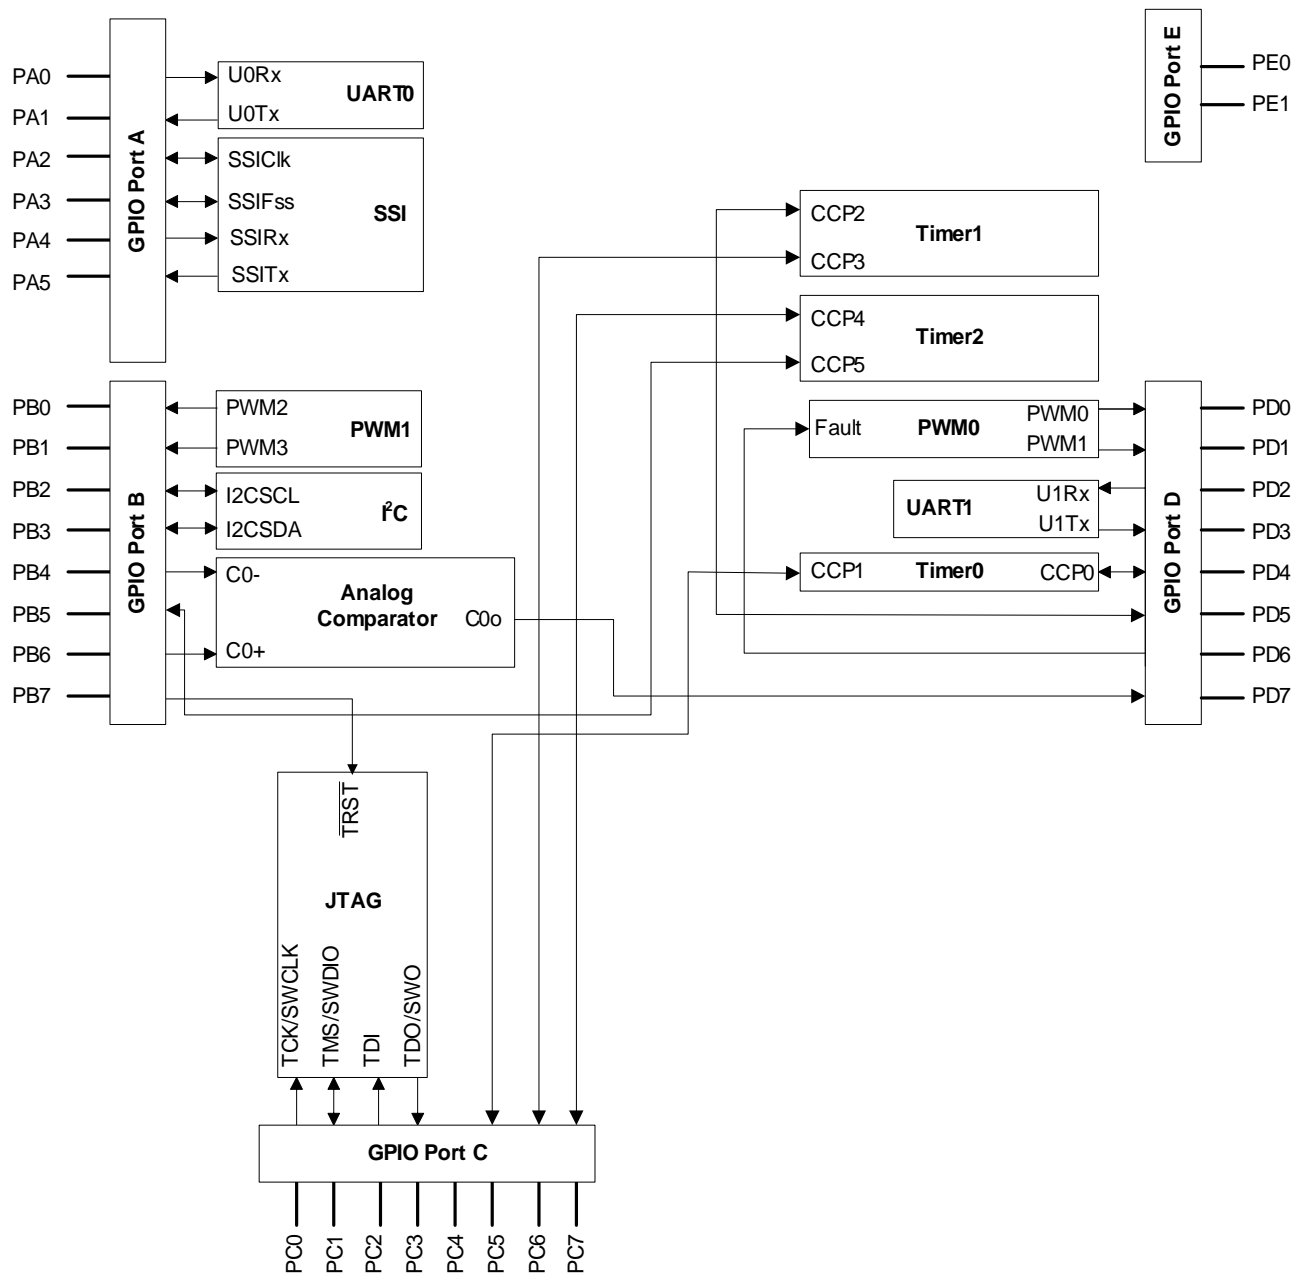 PA0
PA1
PA2
PA3
PA4
PA5
GPIO Port A
U0Rx
U0Tx
UART0
SSIClk
SSIFss
SSIRx
SSITx
SSI
GPIO Port E
PE0
PE1
CCP2
CCP3
Timer1
CCP4
CCP5
Timer2
PB0
PB1
PB2
PB3
PB4
PB5
PB6
PB7
GPIO Port B
PWM2
PWM3
PWM1
I2CSCL
I2CSDA
I²C
C0-
C0+
Analog
Comparator
C0o
Fault
PWM0
PWM0
PWM1
UART1
U1Rx
U1Tx
CCP1
Timer0
CCP0
GPIO Port D
PD0
PD1
PD2
PD3
PD4
PD5
PD6
PD7
TRST
JTAG
TCK/SWCLK
TMS/SWDIO
TDI
TDO/SWO
GPIO Port C
PC0
PC1
PC2
PC3
PC4
PC5
PC6
PC7